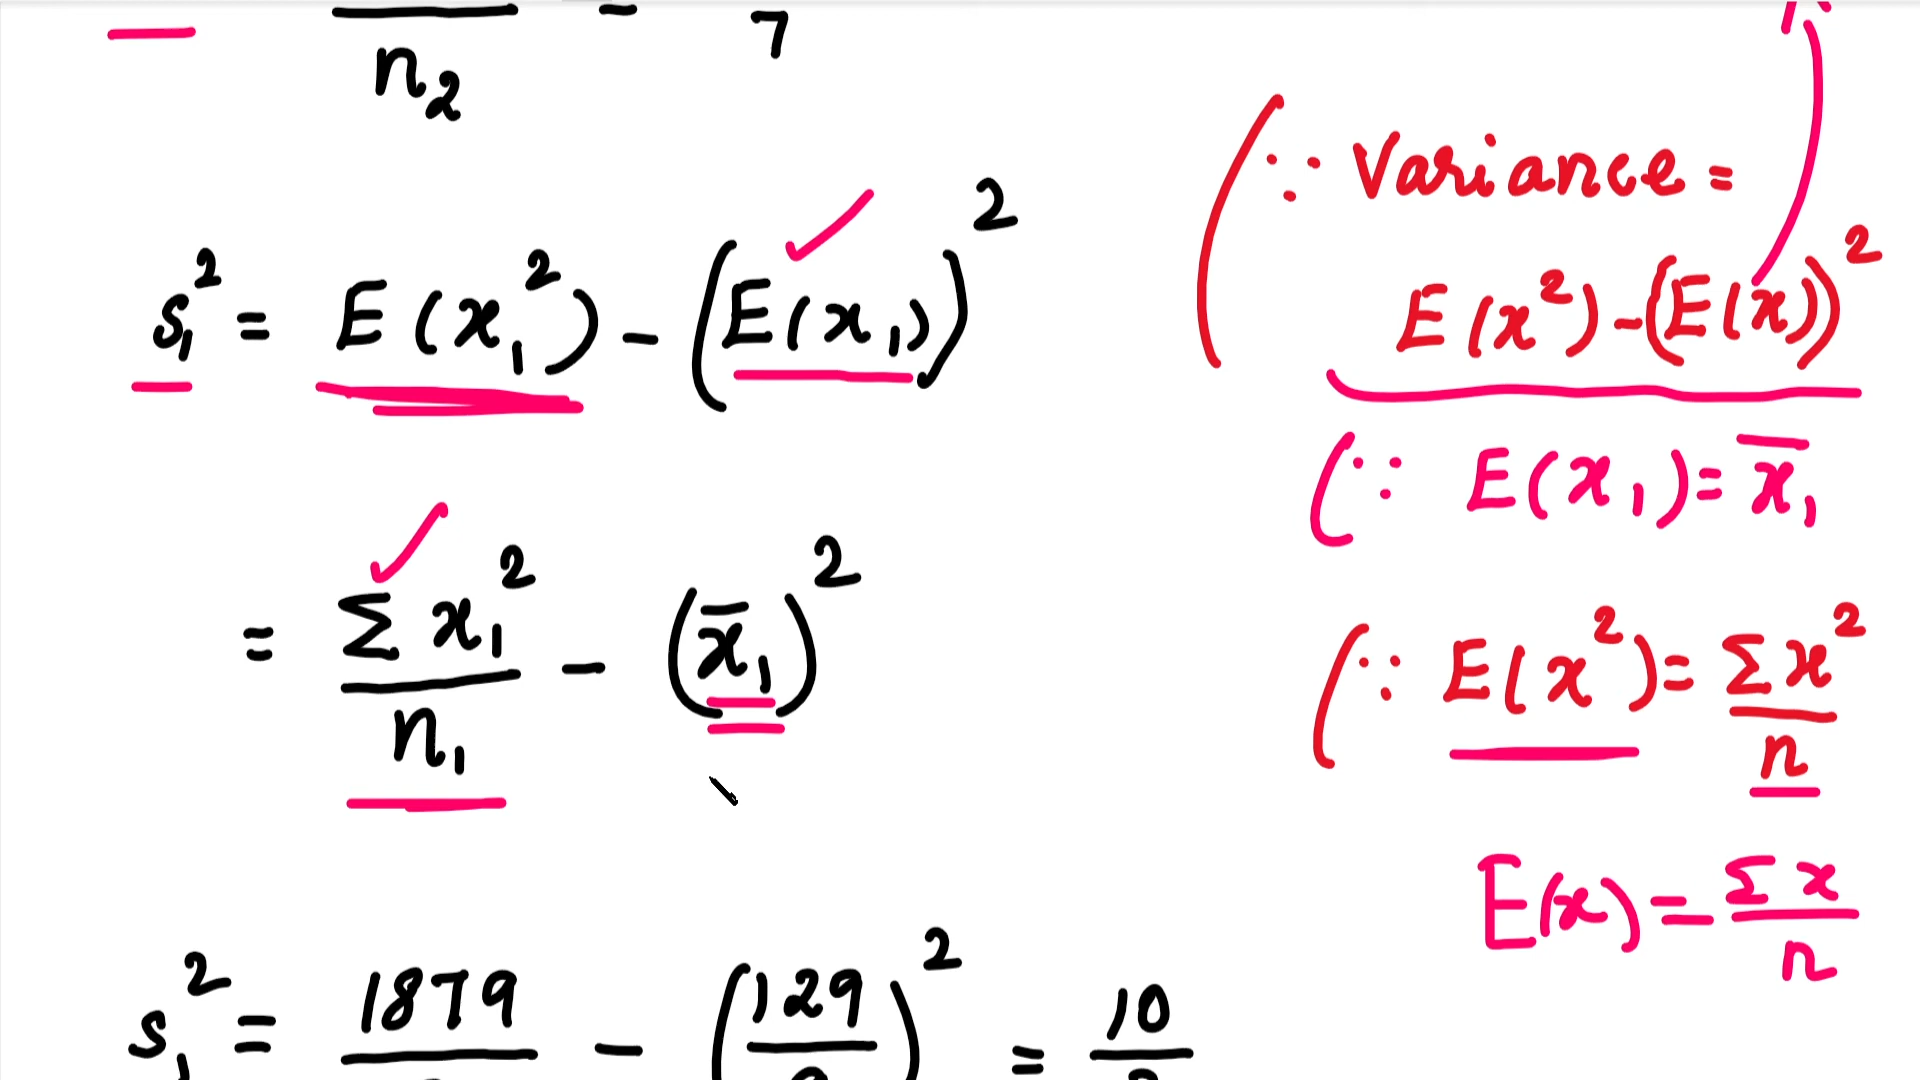 n₂ = 7
s₁² = E(x₁²) - (E(x₁))²
= Σx₁² / n₁ - (x̄₁)²
s₁² = 1879 - (129)² = 10
∵ Variance =
E(x²) - (E(x))²
(∵ E(x₁) = x̄₁
(∵ E(x²) = Σx² / n
E(x) = Σx / n